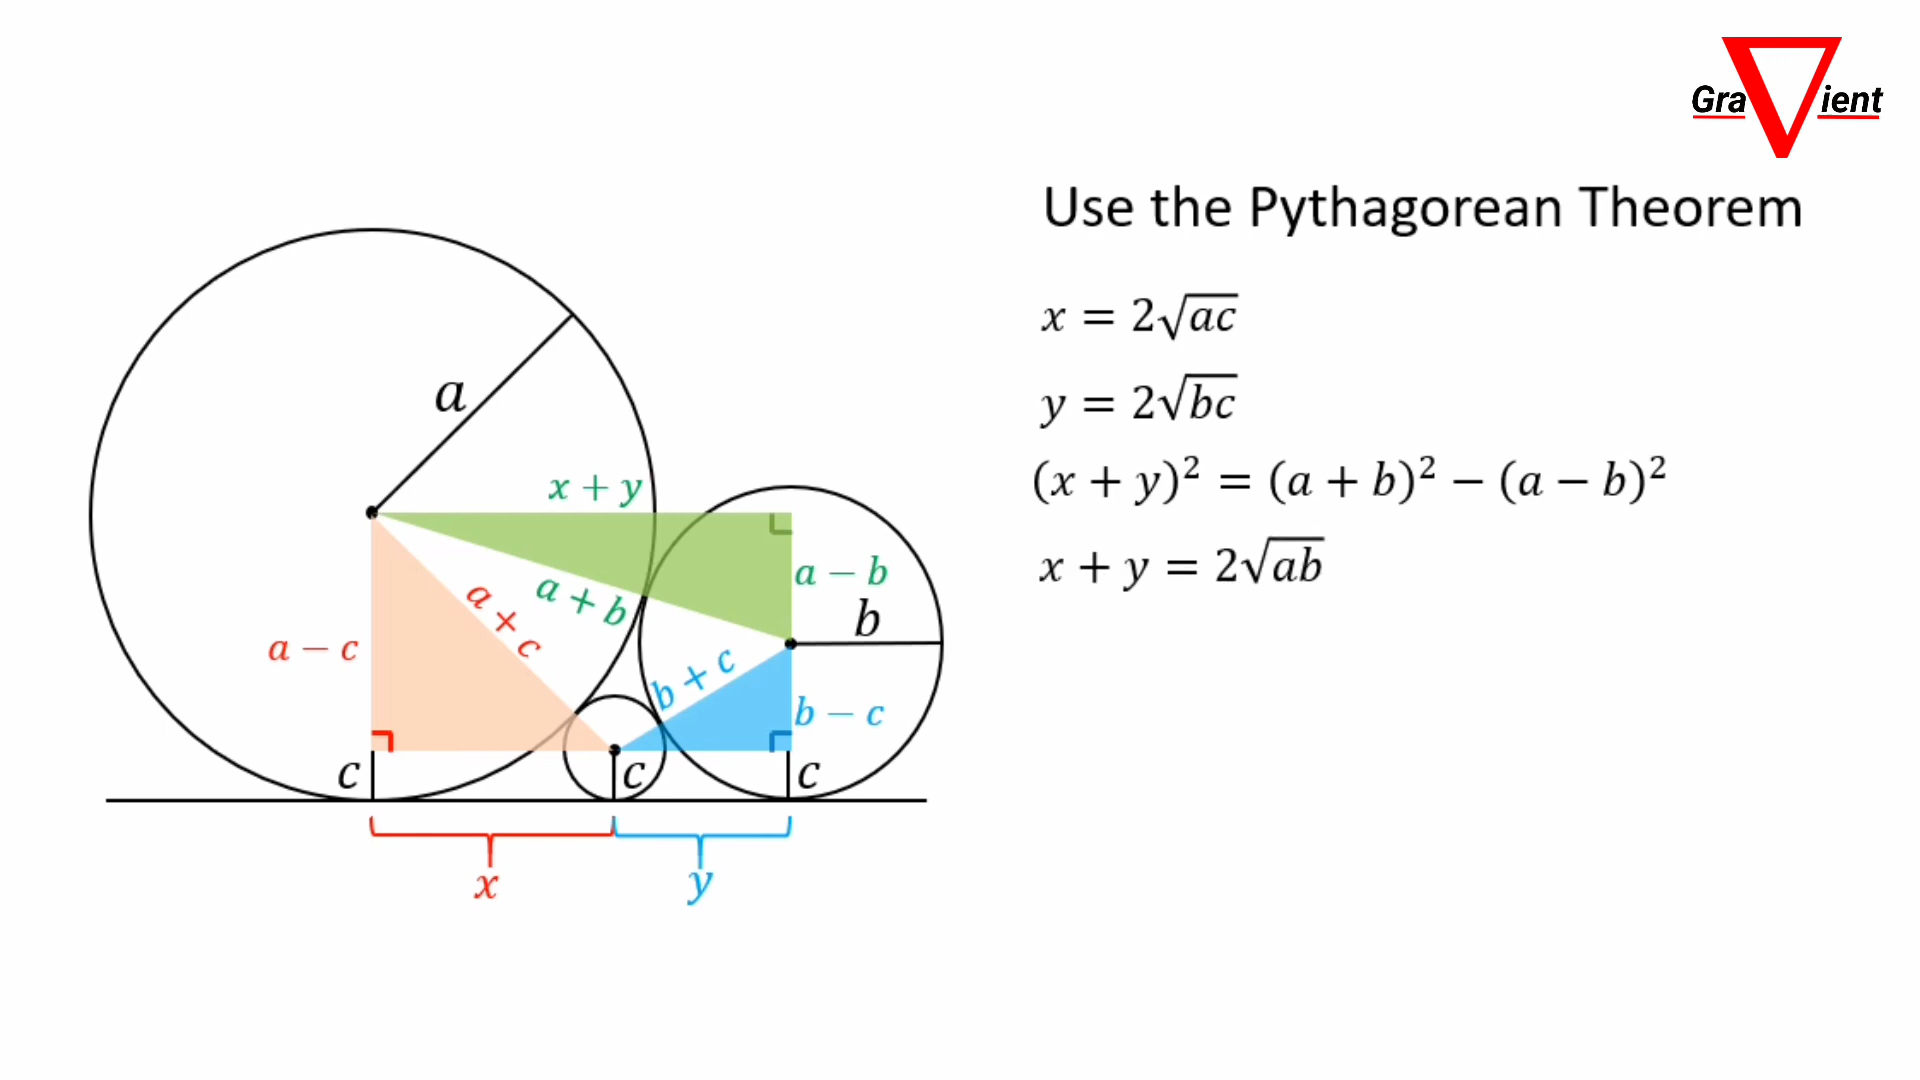 Gra ient
Use the Pythagorean Theorem
x = 2√ac
y = 2√bc
(x + y)² = (a + b)² − (a − b)²
x + y = 2√ab
a
x + y
a − b
a + b
b
a + c
a − c
b + c
b − c
c
c
c
x
y